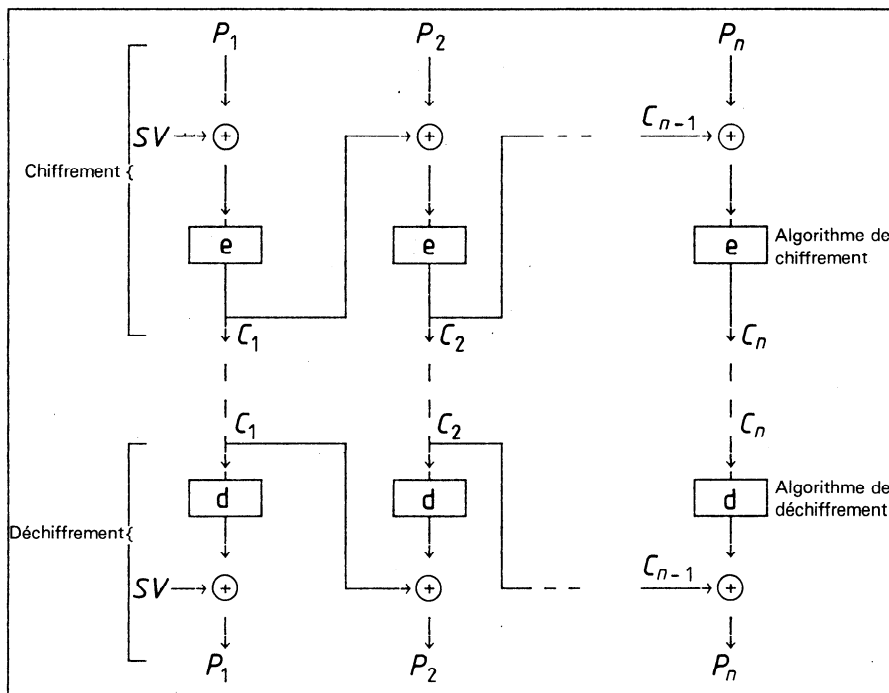 P₁ P₂ Pₙ
SV + + Cₙ₋₁ +
Chiffrement {
e e e Algorithme de chiffrement
C₁ C₂ Cₙ
C₁ C₂ Cₙ
d d d Algorithme de déchiffrement
Déchiffrement {
SV + + Cₙ₋₁ +
P₁ P₂ Pₙ